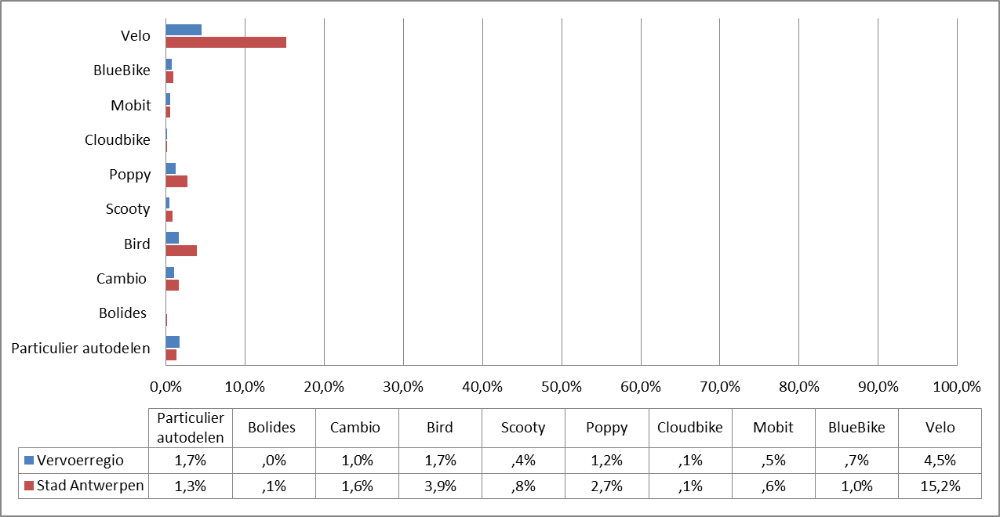 Velo
BlueBike
Mobit
Cloudbike
Poppy
Scooty
Bird
Cambio
Bolides
Particulier autodelen
0,0% 10,0% 20,0% 30,0% 40,0% 50,0% 60,0% 70,0% 80,0% 90,0% 100,0%
Particulier autodelen Bolides Cambio Bird Scooty Poppy Cloudbike Mobit BlueBike Velo
Vervoerregio 1,7% ,0% 1,0% 1,7% ,4% 1,2% ,1% ,5% ,7% 4,5%
Stad Antwerpen 1,3% ,1% 1,6% 3,9% ,8% 2,7% ,1% ,6% 1,0% 15,2%